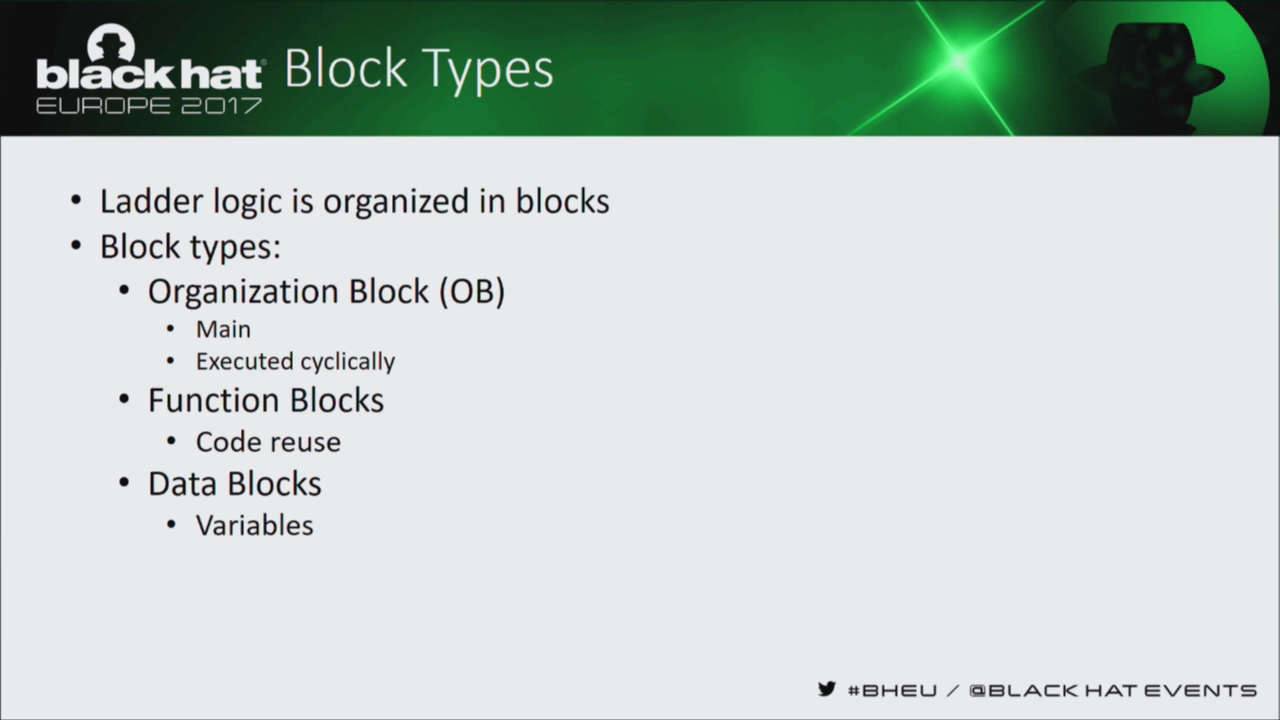 black hat®
EUROPE 2017
Block Types
• Ladder logic is organized in blocks
• Block types:
• Organization Block (OB)
• Main
• Executed cyclically
• Function Blocks
• Code reuse
• Data Blocks
• Variables
#BHEU / @BLACK HAT EVENTS